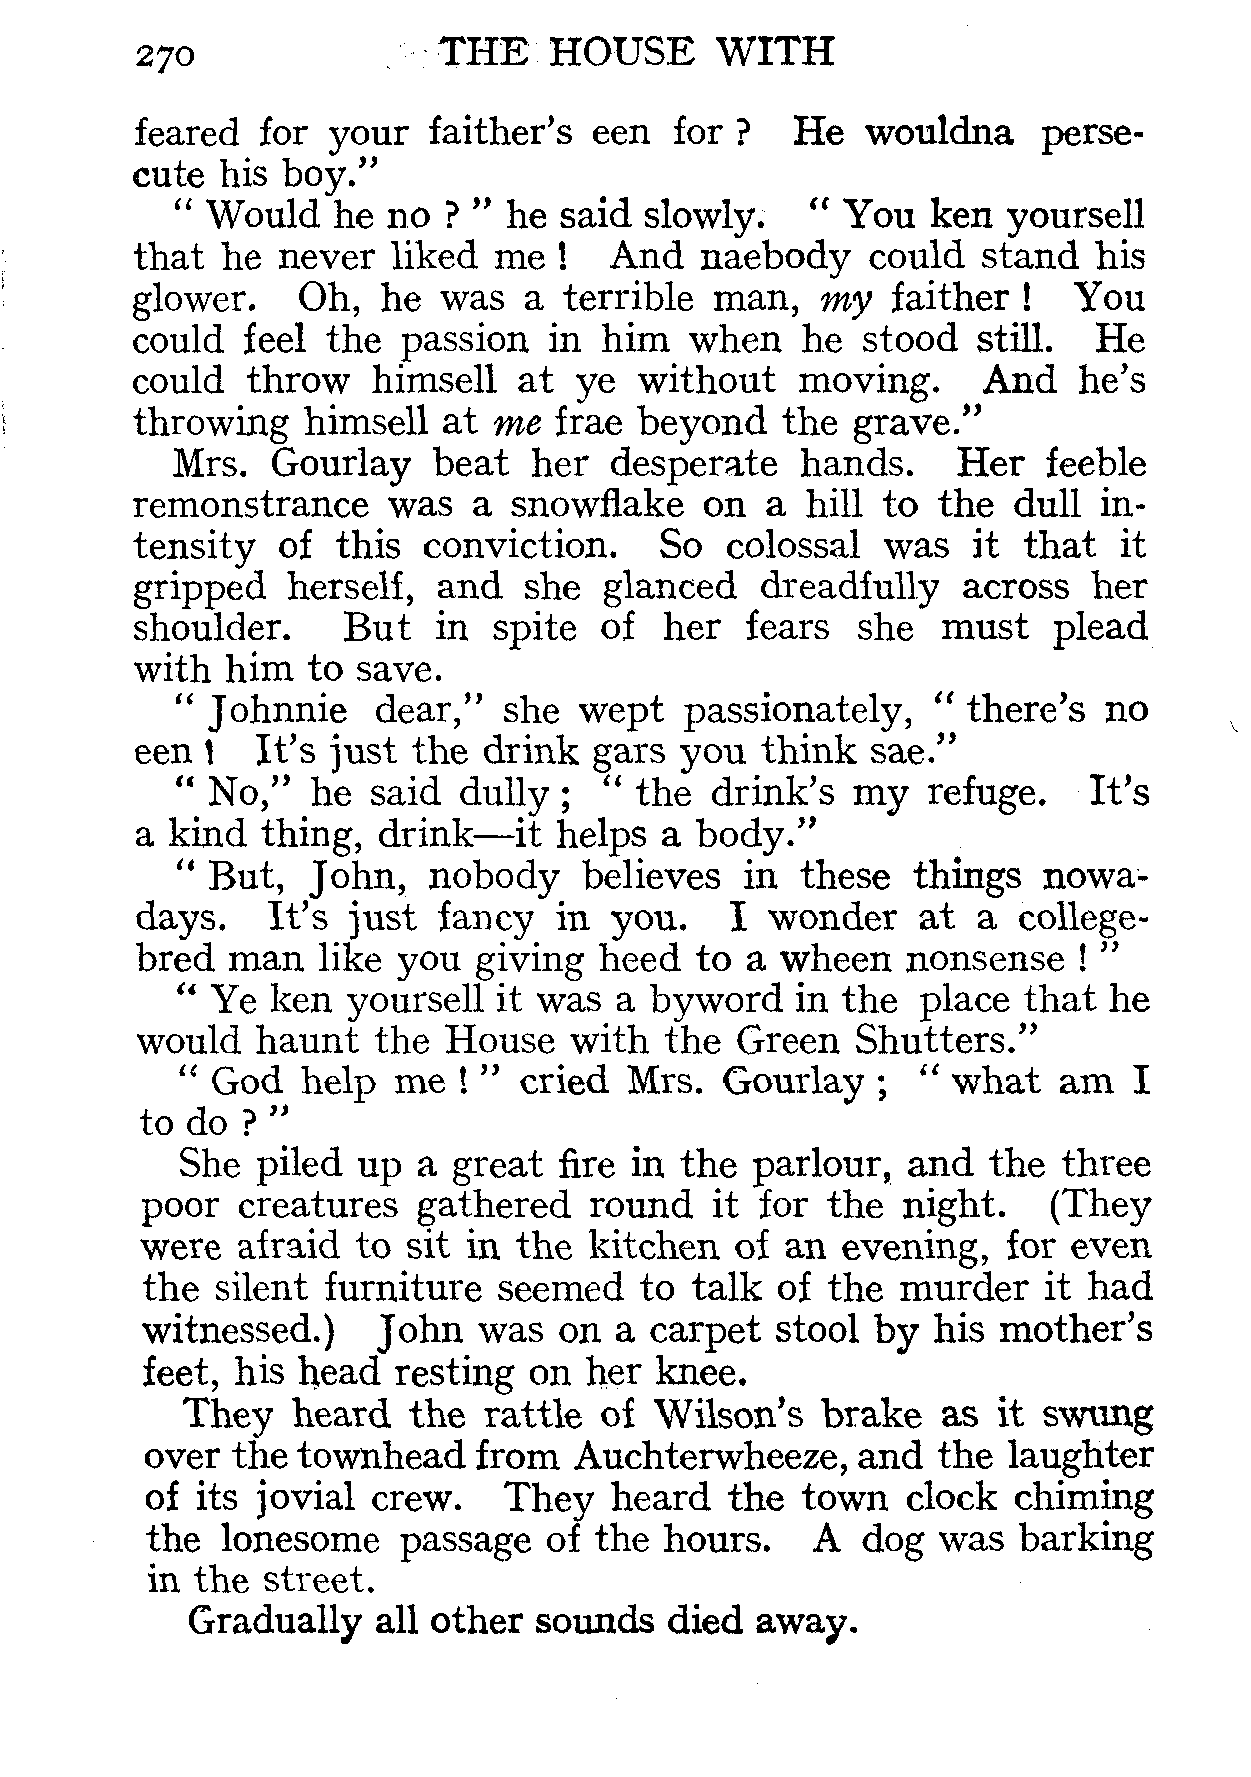 270 THE HOUSE WITH
feared for your faither's een for ? He wouldna perse-
cute his boy."
" Would he no ? " he said slowly. " You ken yoursell
that he never liked me ! And naebody could stand his
glower. Oh, he was a terrible man, my faither ! You
could feel the passion in him when he stood still. He
could throw himsell at ye without moving. And he's
throwing himsell at me frae beyond the grave."
Mrs. Gourlay beat her desperate hands. Her feeble
remonstrance was a snowflake on a hill to the dull in-
tensity of this conviction. So colossal was it that it
gripped herself, and she glanced dreadfully across her
shoulder. But in spite of her fears she must plead
with him to save.
" Johnnie dear," she wept passionately, " there's no
een ! It's just the drink gars you think sae."
" No," he said dully ; " the drink's my refuge. It's
a kind thing, drink—it helps a body."
" But, John, nobody believes in these things nowa-
days. It's just fancy in you. I wonder at a college-
bred man like you giving heed to a wheen nonsense ! "
" Ye ken yoursell it was a byword in the place that he
would haunt the House with the Green Shutters."
" God help me ! " cried Mrs. Gourlay ; " what am I
to do ? "
She piled up a great fire in the parlour, and the three
poor creatures gathered round it for the night. (They
were afraid to sit in the kitchen of an evening, for even
the silent furniture seemed to talk of the murder it had
witnessed.) John was on a carpet stool by his mother's
feet, his head resting on her knee.
They heard the rattle of Wilson's brake as it swung
over the townhead from Auchterwheeze, and the laughter
of its jovial crew. They heard the town clock chiming
the lonesome passage of the hours. A dog was barking
in the street.
Gradually all other sounds died away.